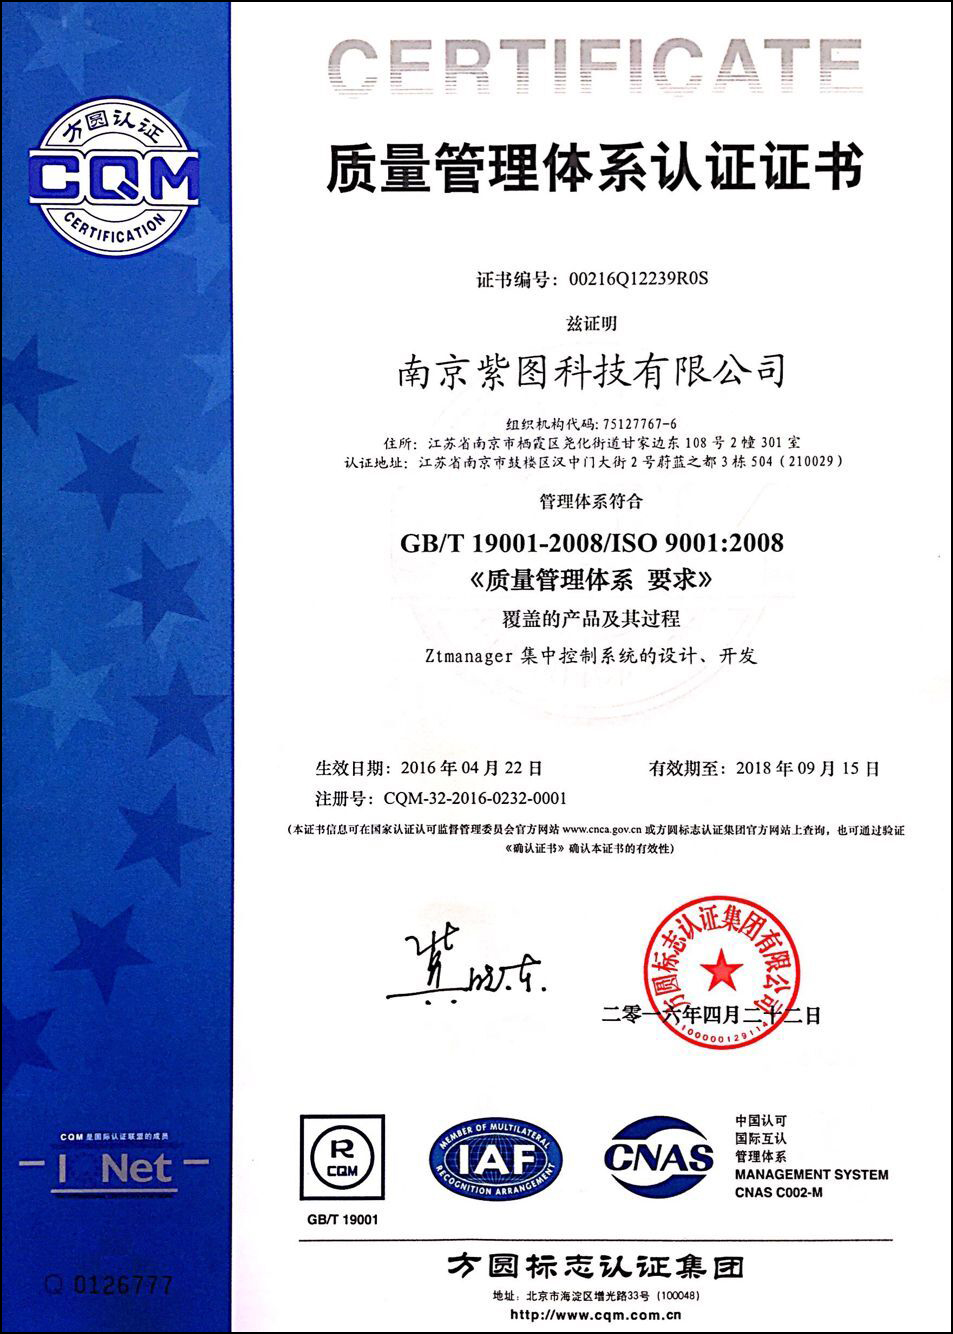 CERTIFICATE
方圆认证
CQM
CERTIFICATION
质量管理体系认证证书
证书编号：00216Q12239R0S
兹证明
南京紫图科技有限公司
组织机构代码: 75127767-6
住所：江苏省南京市栖霞区尧化街道甘家边东 108 号 2 幢 301 室
认证地址：江苏省南京市鼓楼区汉中门大街 2 号蔚蓝之都 3 栋 504（210029）
管理体系符合
GB/T 19001-2008/ISO 9001:2008
《质量管理体系 要求》
覆盖的产品及其过程
Ztmanager 集中控制系统的设计、开发
生效日期：2016 年 04 月 22 日
有效期至：2018 年 09 月 15 日
注册号：CQM-32-2016-0232-0001
（本证书信息可在国家认证认可监督管理委员会官方网站 www.cnca.gov.cn 或方圆标志认证集团官方网站上查询，也可通过验证
《确认证书》确认本证书的有效性）
方圆标志认证集团有限公司
二零一六年四月二十二日
CQM 是国际认证联盟的成员
I Net
R
CQM
GB/T 19001
MEMBER OF MULTILATERAL
IAF
RECOGNITION ARRANGEMENT
CNAS
中国认可
国际互认
管理体系
MANAGEMENT SYSTEM
CNAS C002-M
Q 0126777
方圆标志认证集团
地址：北京市海淀区增光路33号（100048）
http://www.cqm.com.cn